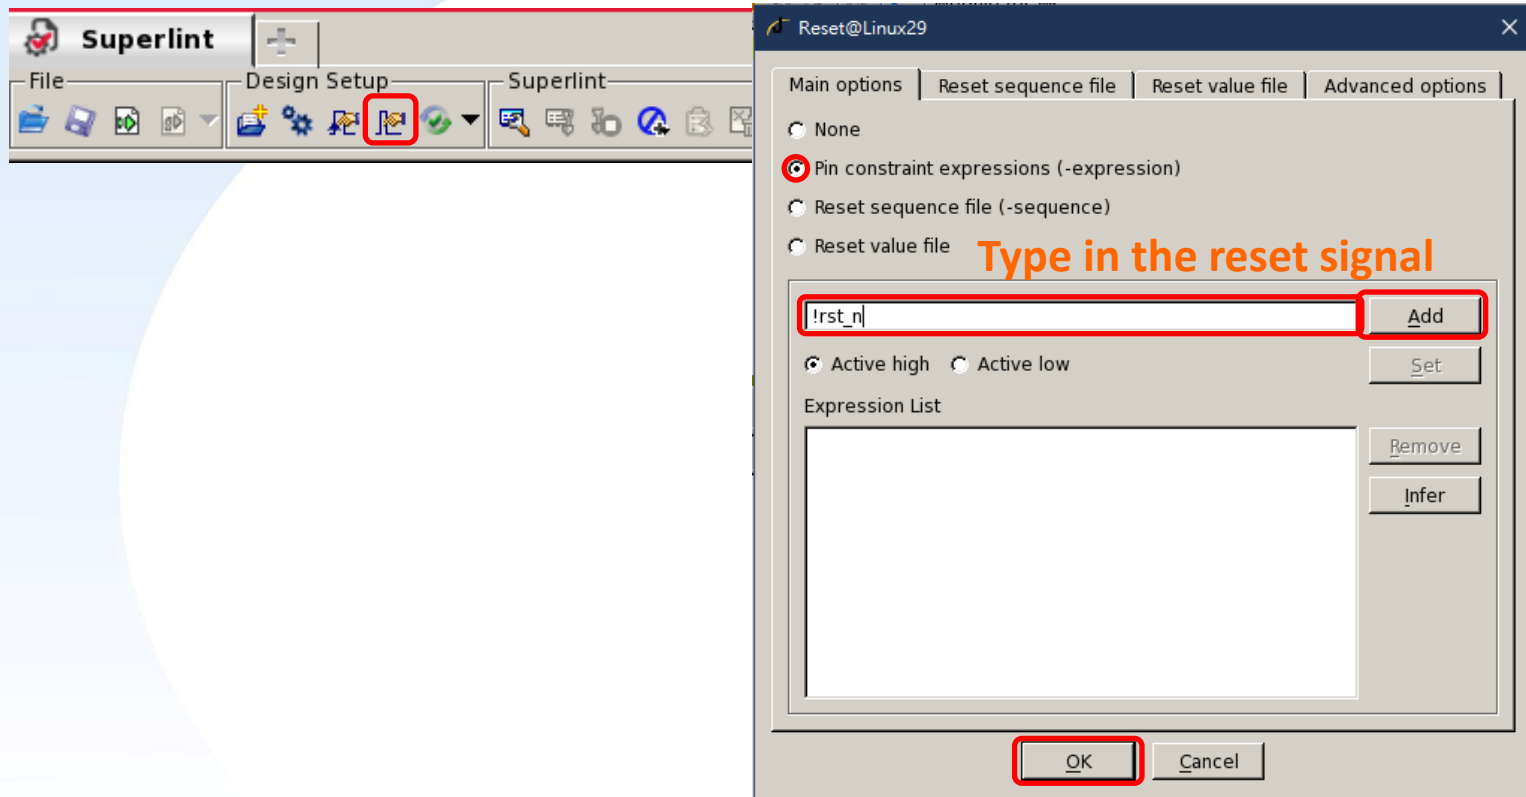 Superlint
File
Design Setup
Superlint
Reset@Linux29
Main options
Reset sequence file
Reset value file
Advanced options
None
Pin constraint expressions (-expression)
Reset sequence file (-sequence)
Reset value file
Type in the reset signal
!rst_n
Add
Active high
Active low
Set
Expression List
Remove
Infer
OK
Cancel